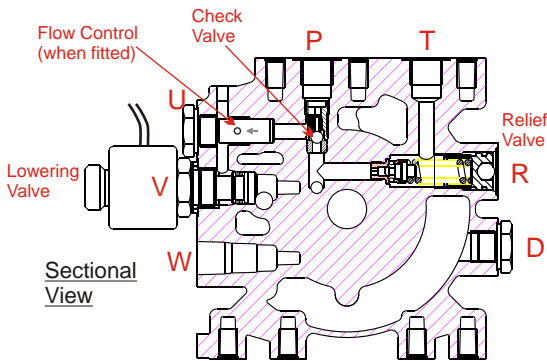 Flow Control
(when fitted)
Check
Valve
P
T
U
Relief
Valve
Lowering
Valve
V
R
W
D
Sectional
View